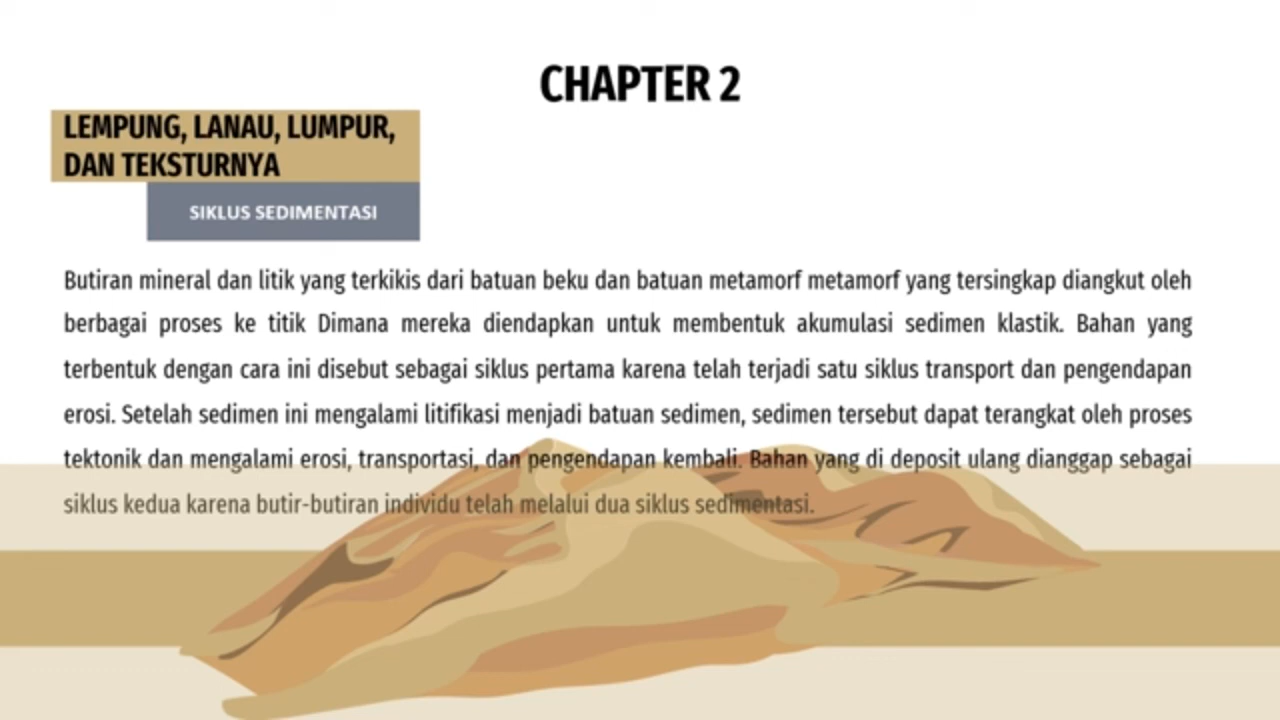 CHAPTER 2
LEMPUNG, LANAU, LUMPUR,
DAN TEKSTURNYA
SIKLUS SEDIMENTASI
Butiran mineral dan litik yang terkikis dari batuan beku dan batuan metamorf metamorf yang tersingkap diangkut oleh
berbagai proses ke titik Dimana mereka diendapkan untuk membentuk akumulasi sedimen klastik. Bahan yang
terbentuk dengan cara ini disebut sebagai siklus pertama karena telah terjadi satu siklus transport dan pengendapan
erosi. Setelah sedimen ini mengalami litifikasi menjadi batuan sedimen, sedimen tersebut dapat terangkat oleh proses
tektonik dan mengalami erosi, transportasi, dan pengendapan kembali. Bahan yang di deposit ulang dianggap sebagai
siklus kedua karena butir-butiran individu telah melalui dua siklus sedimentasi.